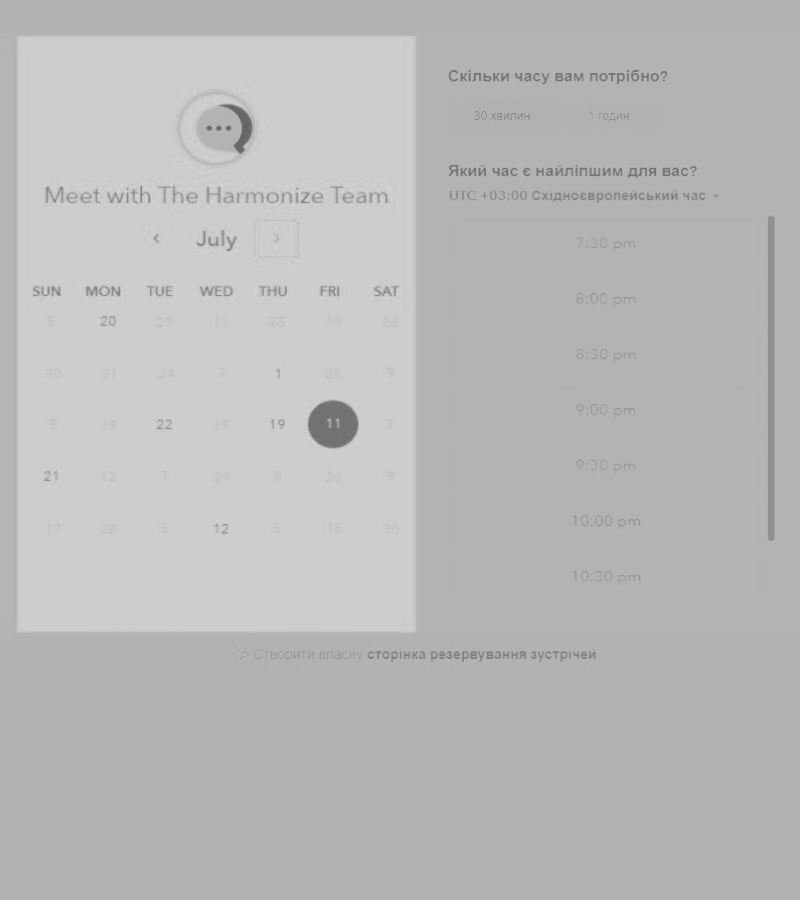 Meet with The Harmonize Team
July
SUN MON TUE WED THU FRI SAT
5 20 27 11 25 19 26
30 31 24 7 1 25 9
9 19 22 19 19 11 7
21 12 7 29 8 26 9
17 28 5 12 5 15 30
Скільки часу вам потрібно?
30 хвилин 1 годин
Який час є найліпшим для вас?
UTC +03:00 Східноєвропейський час
7:30 pm
8:00 pm
8:30 pm
9:00 pm
9:30 pm
10:00 pm
10:30 pm
Створити власну сторінка резервування зустрічей